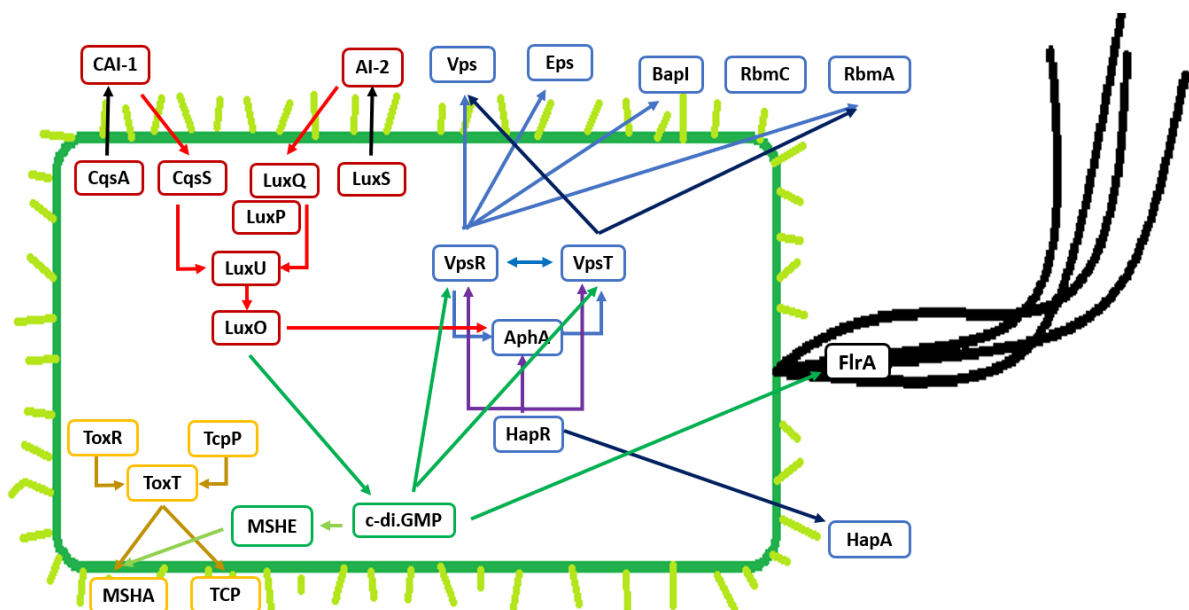 CAI-1
AI-2
Vps
Eps
BapI
RbmC
RbmA
CqsA
CqsS
LuxQ
LuxS
LuxP
LuxU
VpsR
VpsT
LuxO
AphA
FlrA
HapR
ToxR
TcpP
ToxT
MSHE
c-di.GMP
HapA
MSHA
TCP